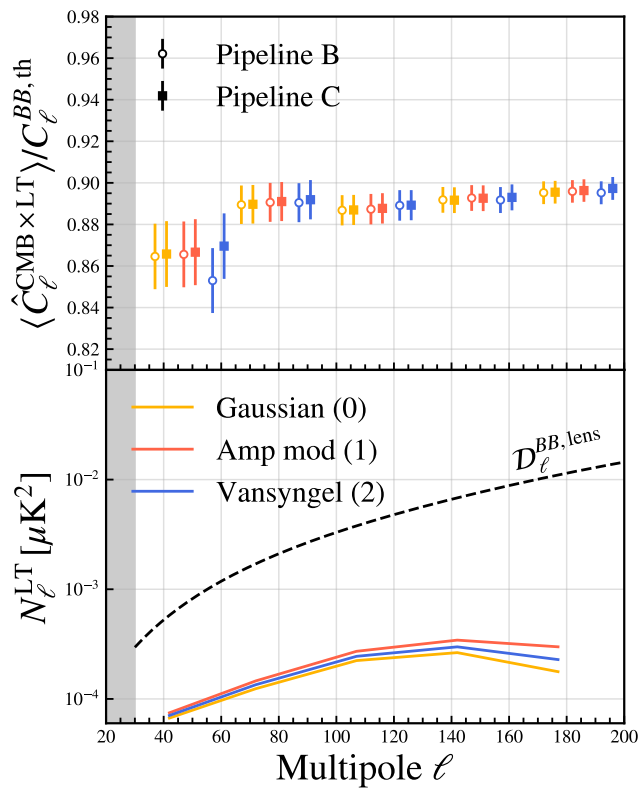 ⟨Ĉ_ℓ^{CMB×LT}⟩/C_ℓ^{BB,th}
0.98
0.96
0.94
0.92
0.90
0.88
0.86
0.84
0.82
Pipeline B
Pipeline C
N_ℓ^{LT} [μK²]
10⁻¹
10⁻²
10⁻³
10⁻⁴
Gaussian (0)
Amp mod (1)
Vansyngel (2)
𝒟_ℓ^{BB,lens}
20 40 60 80 100 120 140 160 180 200
Multipole ℓ